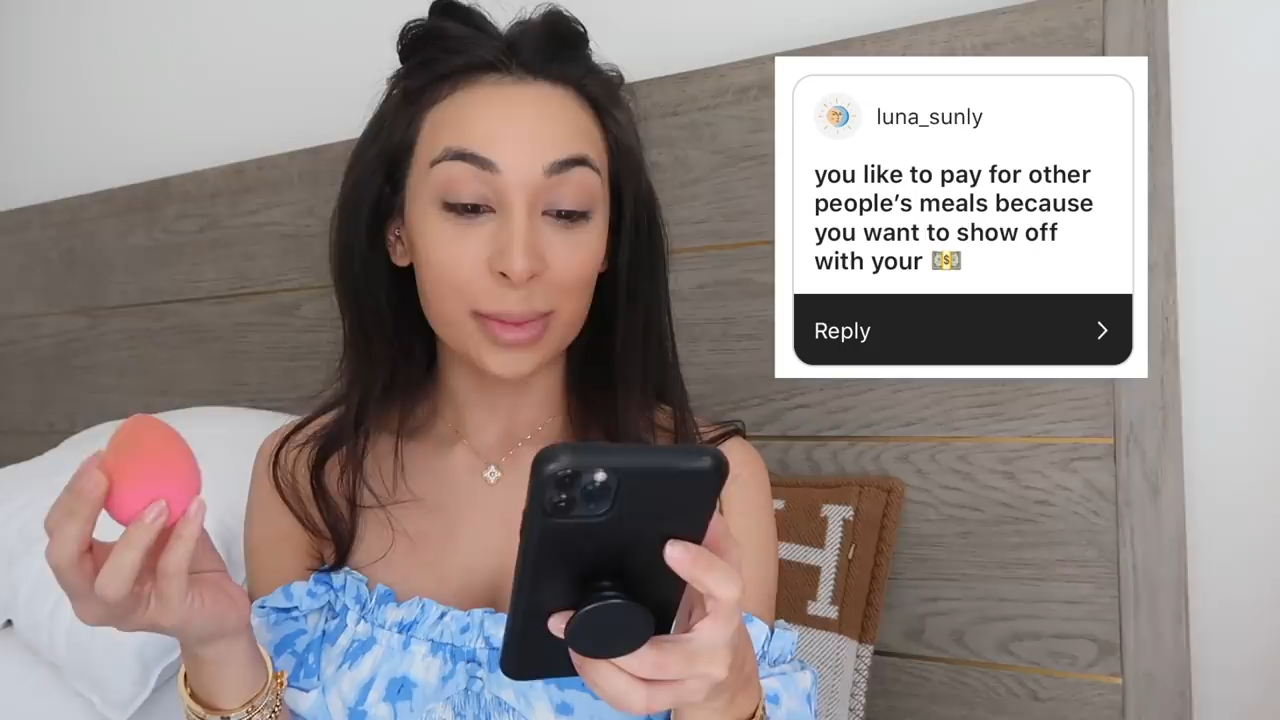 luna_sunly
you like to pay for other
people's meals because
you want to show off
with your 💵
Reply
H